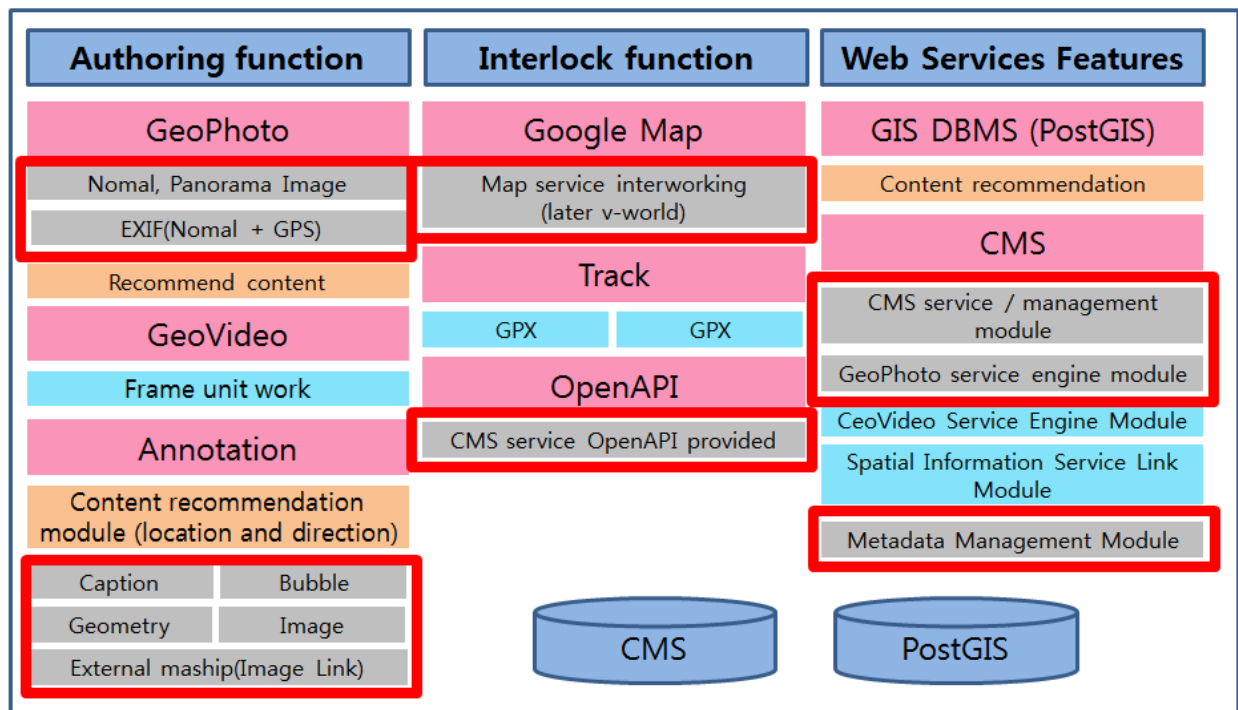 Authoring function
GeoPhoto
Nomal, Panorama Image
EXIF(Nomal + GPS)
Recommend content
GeoVideo
Frame unit work
Annotation
Content recommendation
module (location and direction)
Caption
Bubble
Geometry
Image
External maship(Image Link)
Interlock function
Google Map
Map service interworking
(later v-world)
Track
GPX
GPX
OpenAPI
CMS service OpenAPI provided
Web Services Features
GIS DBMS (PostGIS)
Content recommendation
CMS
CMS service / management
module
GeoPhoto service engine module
CeoVideo Service Engine Module
Spatial Information Service Link
Module
Metadata Management Module
CMS
PostGIS